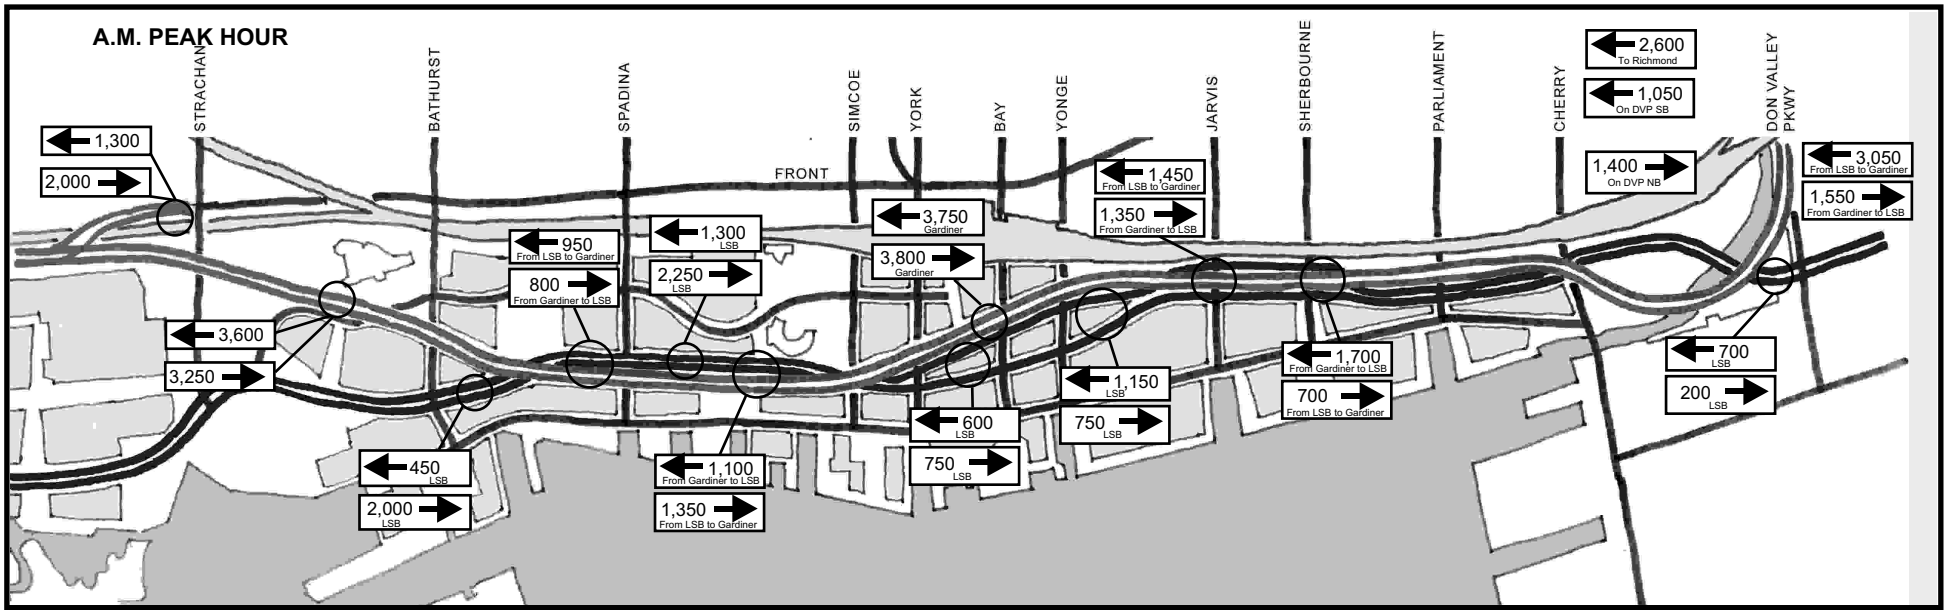 A.M. PEAK HOUR
STRACHAN
BATHURST
SPADINA
SIMCOE
YORK
BAY
YONGE
JARVIS
SHERBOURNE
PARLIAMENT
CHERRY
DON VALLEY
PKWY
2,600
To Richmond
1,050
On DVP SB
1,400
On DVP NB
3,050
From LSB to Gardiner
1,550
From Gardiner to LSB
1,300
2,000
FRONT
1,450
From LSB to Gardiner
1,350
From Gardiner to LSB
3,750
Gardiner
3,800
Gardiner
1,300
LSB
2,250
LSB
950
From LSB to Gardiner
800
From Gardiner to LSB
3,600
3,250
700
LSB
200
LSB
1,700
From Gardiner to LSB
700
From LSB to Gardiner
1,150
LSB
750
LSB
600
LSB
750
LSB
450
LSB
2,000
LSB
1,100
From Gardiner to LSB
1,350
From LSB to Gardiner